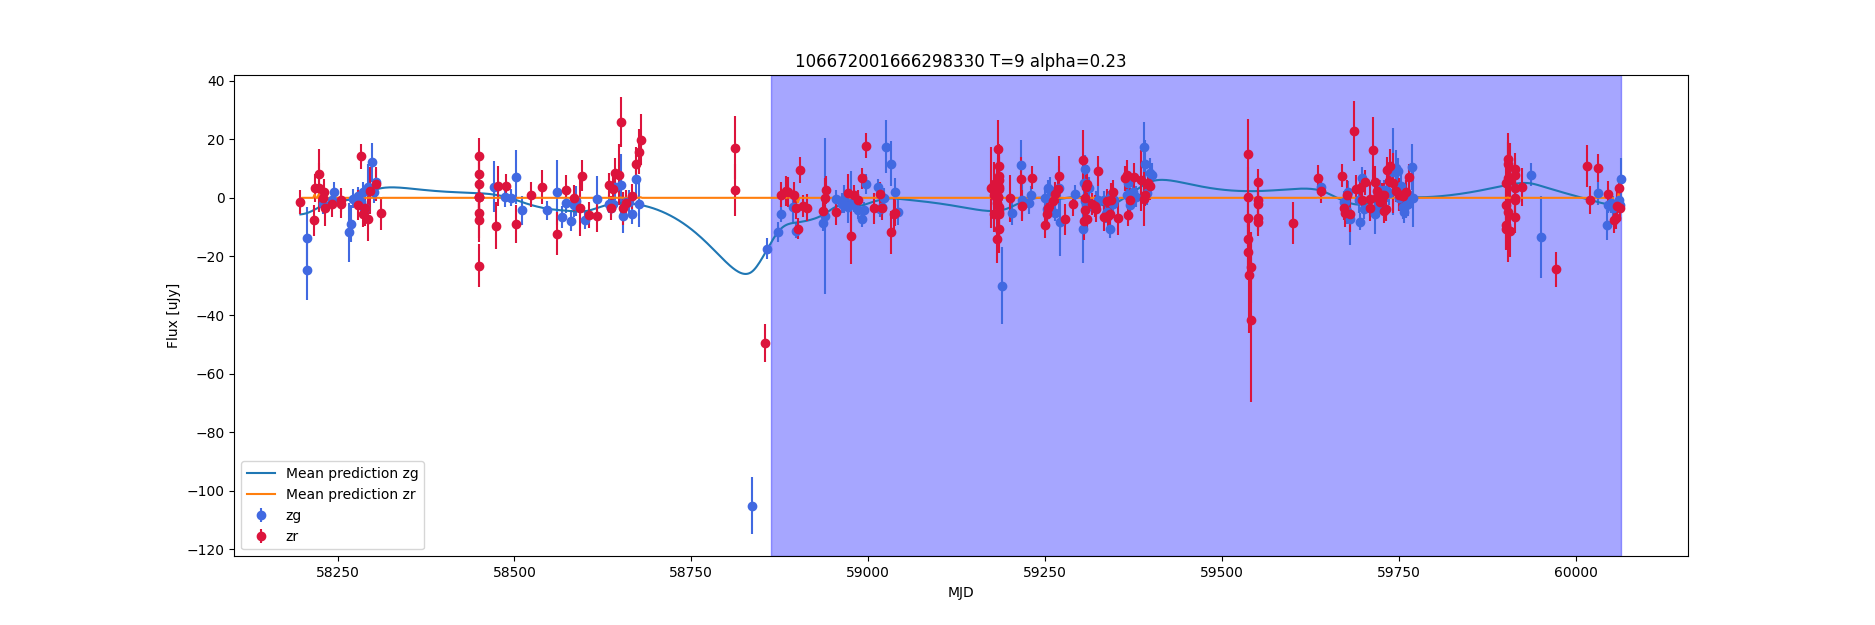 106672001666298330 T=9 alpha=0.23
40
20
0
−20
−40
−60
−80
−100
−120
Flux [uJy]
Mean prediction zg
Mean prediction zr
zg
zr
58250 58500 58750 59000 59250 59500 59750 60000
MJD